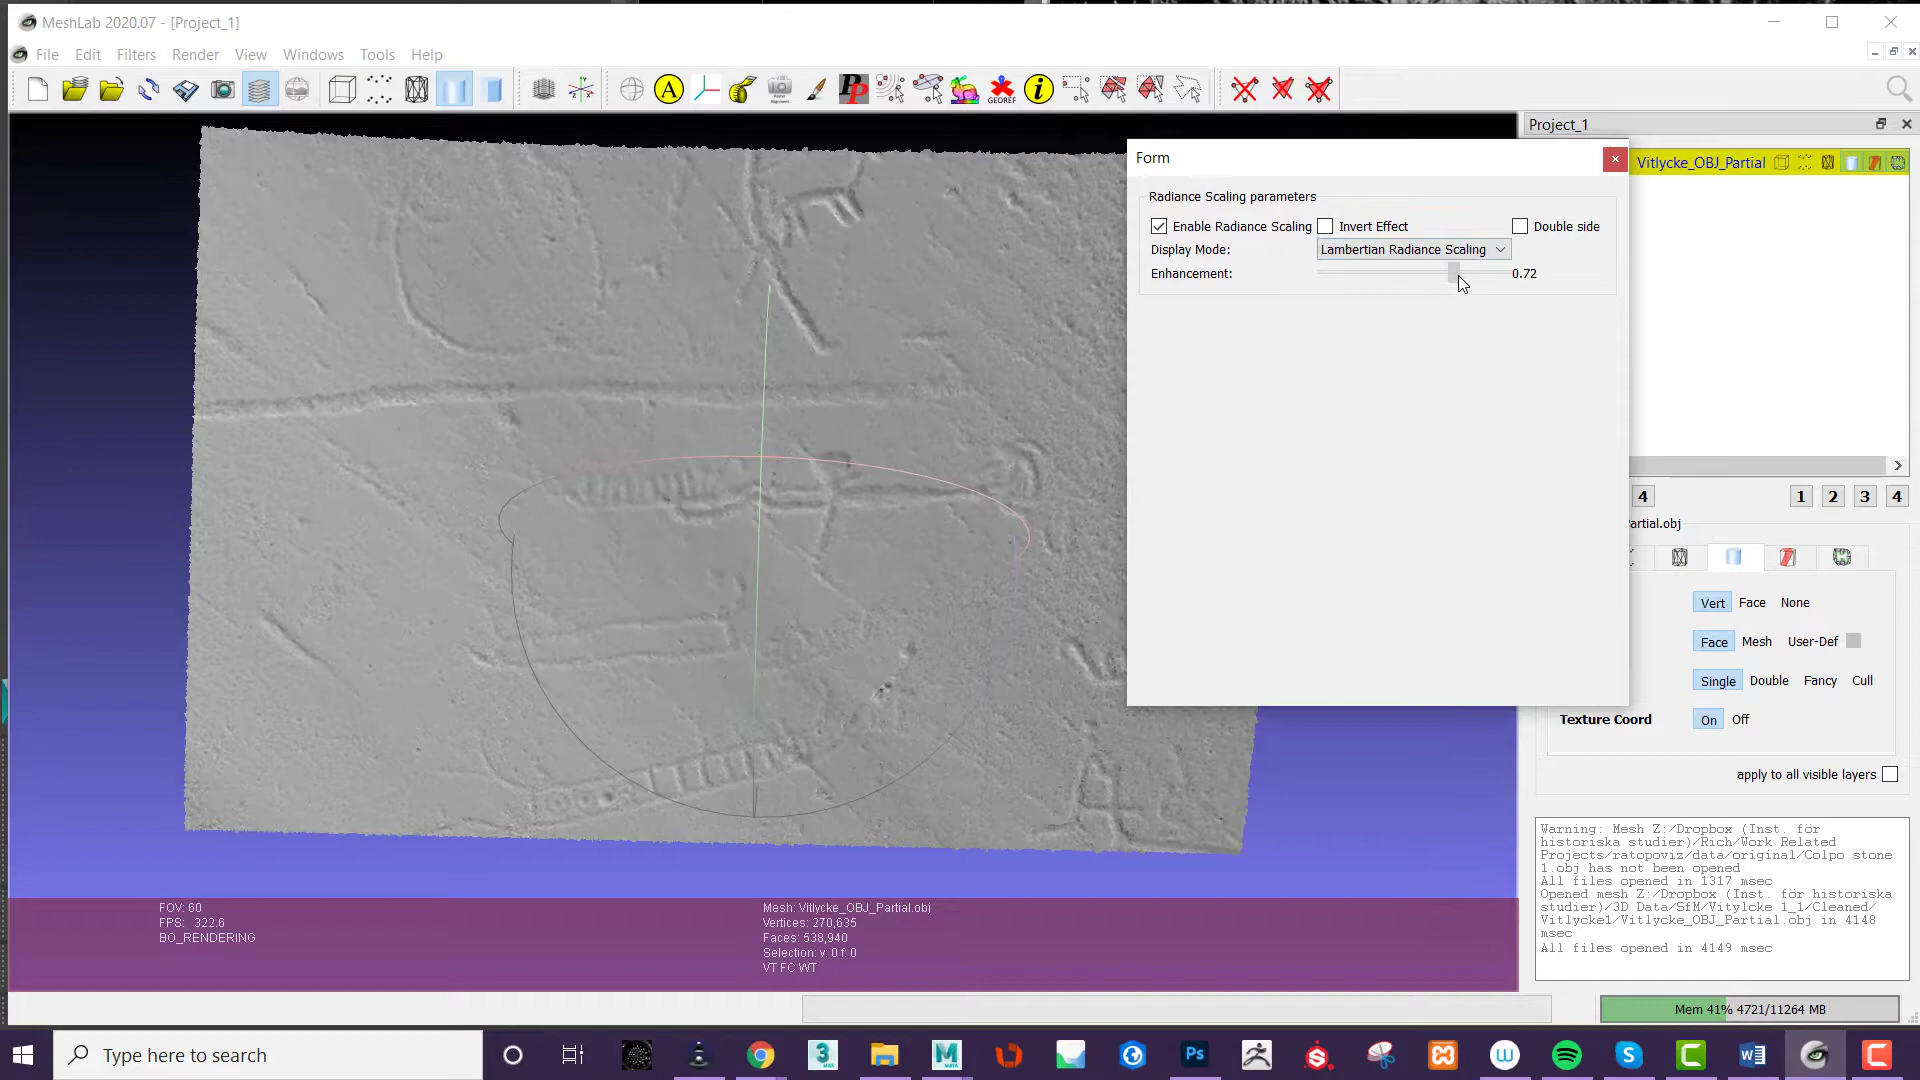 MeshLab 2020.07 - [Project_1]
File Edit Filters Render View Windows Tools Help
A
PP
GEOREF
i
Project_1
Form
Vitlycke_OBJ_Partial
Radiance Scaling parameters
Enable Radiance Scaling Invert Effect Double side
Display Mode: Lambertian Radiance Scaling
Enhancement: 0.72
4 1 2 3 4
artial.obj
Vert Face None
Face Mesh User-Def
Single Double Fancy Cull
Texture Coord On Off
apply to all visible layers
Warning: Mesh Z:/Dropbox (Inst. för
historiska studier)/Rich/Work Related
Projects/ratopoviz/data/original/Colpo stone
1.obj has not been opened
All files opened in 1317 msec
Opened mesh Z:/Dropbox (Inst. för historiska
studier)/3D Data/SfM/Vitylcke 1_1/Cleaned/
Vitlycke1/Vitlycke_OBJ_Partial.obj in 4148
msec
All files opened in 4149 msec
FOV: 60
FPS: 322.6
BO_RENDERING
Mesh: Vitlycke_OBJ_Partial.obj
Vertices: 270,635
Faces: 538,940
Selection: v: 0 f: 0
VT FC WT
Mem 41% 4721/11264 MB
Type here to search